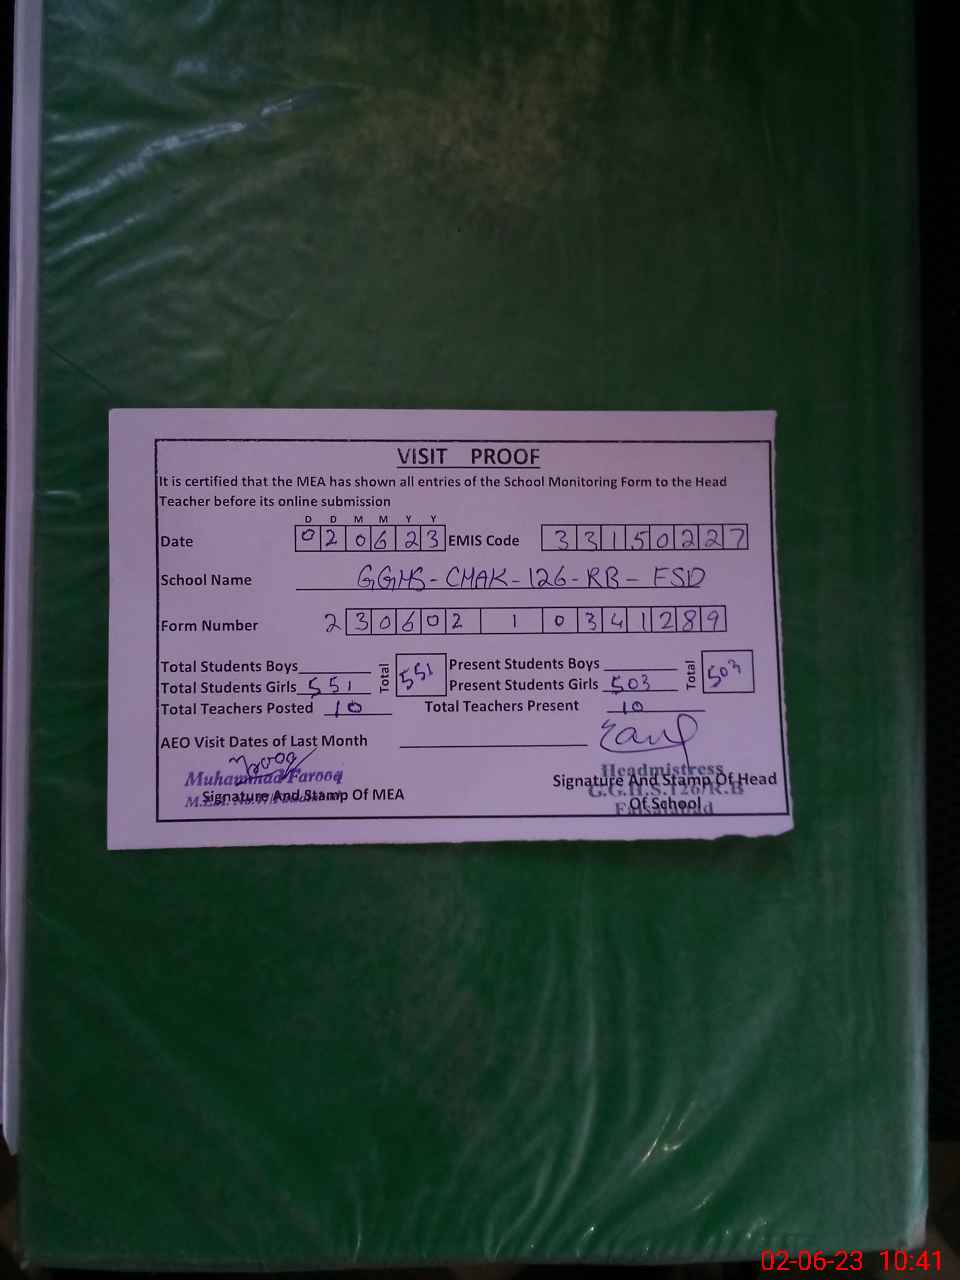 VISIT PROOF
It is certified that the MEA has shown all entries of the School Monitoring Form to the Head
Teacher before its online submission
D D M M Y Y
Date 0 2 0 6 2 3 EMIS Code 3 3 1 5 0 2 2 7
School Name GGHS - CHAK - 126 - RB - FSD
Form Number 2 3 0 6 0 2 1 0 3 4 1 2 8 9
Total Students Boys Total 551 Present Students Boys Total 503
Total Students Girls 551 Present Students Girls 503
Total Teachers Posted 10 Total Teachers Present 10
AEO Visit Dates of Last Month
Muhammad Farooq Headmistress
Signature And Stamp Of MEA Signature And Stamp Of Head
G.G.H.S.126/R.B
Of School
Faisalabad
02-06-23 10:41